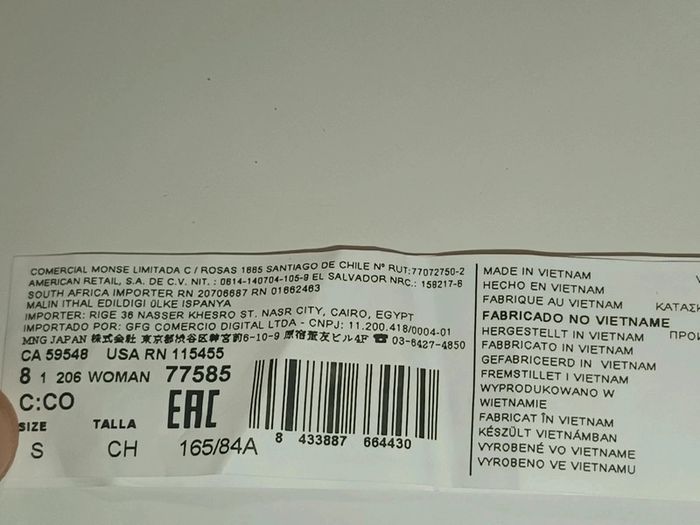 COMERCIAL MONSE LIMITADA C / ROSAS 1885 SANTIAGO DE CHILE Nº RUT:77072750-2
AMERICAN RETAIL, S.A. DE C.V. NIT. : 0614-140704-105-9 EL SALVADOR NRC.: 158217-6
SOUTH AFRICA IMPORTER RN 20706687 RN 01662463
MALIN ITHAL EDILDIGI ÜLKE ISPANYA
IMPORTER: RIGE 36 NASSER KHESRO ST. NASR CITY, CAIRO, EGYPT
IMPORTADO POR: GFG COMERCIO DIGITAL LTDA - CNPJ: 11.200.418/0004-01
MNG JAPAN 株式会社 東京都渋谷区神宮前6-10-9 原宿董友ビル4F ☎ 03-6427-4850
CA 59548 USA RN 115455
8 1 206 WOMAN 77585
C:CO
EAC
SIZE TALLA
S CH 165/84A
8 433887 664430
MADE IN VIETNAM
HECHO EN VIETNAM
FABRIQUE AU VIETNAM
FABRICADO NO VIETNAME
HERGESTELLT IN VIETNAM
FABBRICATO IN VIETNAM
GEFABRICEERD IN VIETNAM
FREMSTILLET I VIETNAM
WYPRODUKOWANO W
WIETNAMIE
FABRICAT ÎN VIETNAM
KÉSZÜLT VIETNÁMBAN
VYROBENÉ VO VIETNAME
VYROBENO VE VIETNAMU